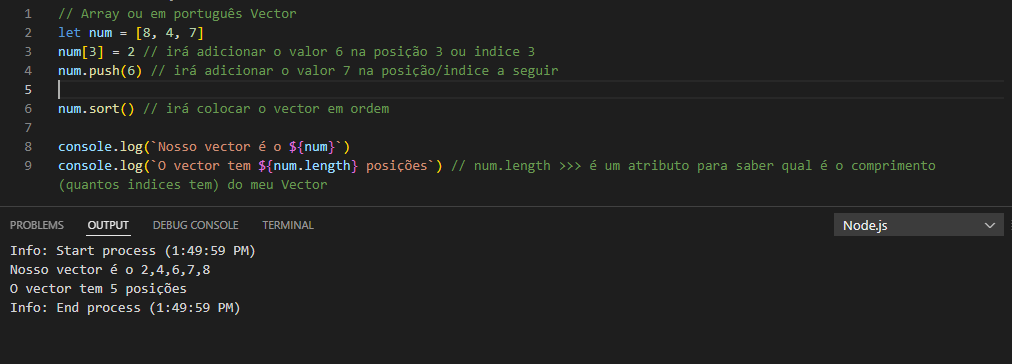 1 // Array ou em português Vector
2 let num = [8, 4, 7]
3 num[3] = 2 // irá adicionar o valor 6 na posição 3 ou indice 3
4 num.push(6) // irá adicionar o valor 7 na posição/indice a seguir
5
6 num.sort() // irá colocar o vector em ordem
7
8 console.log(`Nosso vector é o ${num}`)
9 console.log(`O vector tem ${num.length} posições`) // num.length >>> é um atributo para saber qual é o comprimento
(quantos indices tem) do meu Vector
PROBLEMS OUTPUT DEBUG CONSOLE TERMINAL Node.js
Info: Start process (1:49:59 PM)
Nosso vector é o 2,4,6,7,8
O vector tem 5 posições
Info: End process (1:49:59 PM)